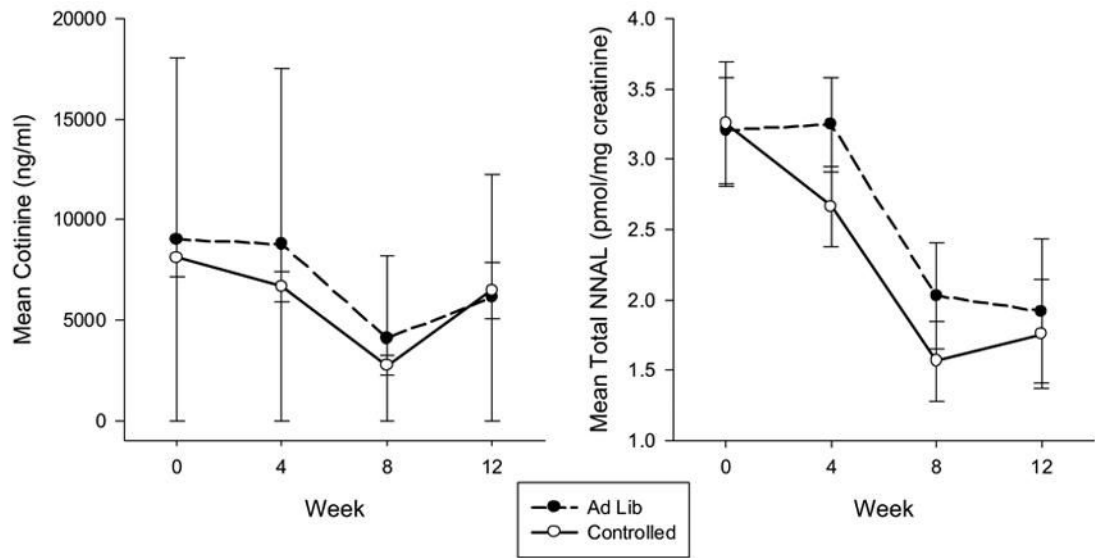 Mean Cotinine (ng/ml)
20000
15000
10000
5000
0
0 4 8 12
Week
Mean Total NNAL (pmol/mg creatinine)
4.0
3.5
3.0
2.5
2.0
1.5
1.0
0 4 8 12
Week
Ad Lib
Controlled